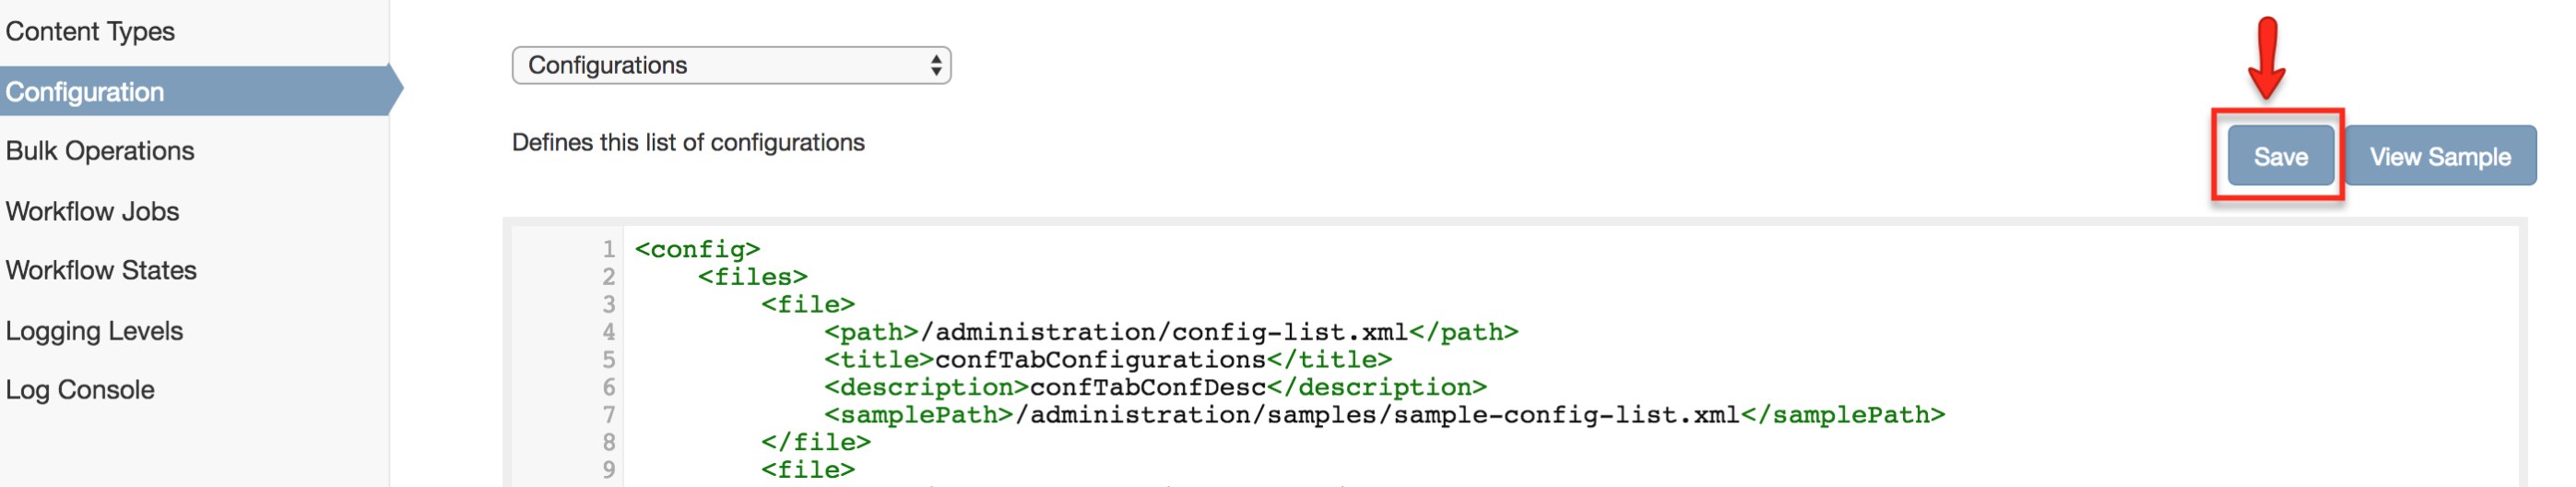 Content Types
Configuration
Bulk Operations
Workflow Jobs
Workflow States
Logging Levels
Log Console
Configurations
Defines this list of configurations
Save
View Sample
1 <config>
2 <files>
3 <file>
4 <path>/administration/config-list.xml</path>
5 <title>confTabConfigurations</title>
6 <description>confTabConfDesc</description>
7 <samplePath>/administration/samples/sample-config-list.xml</samplePath>
8 </file>
9 <file>